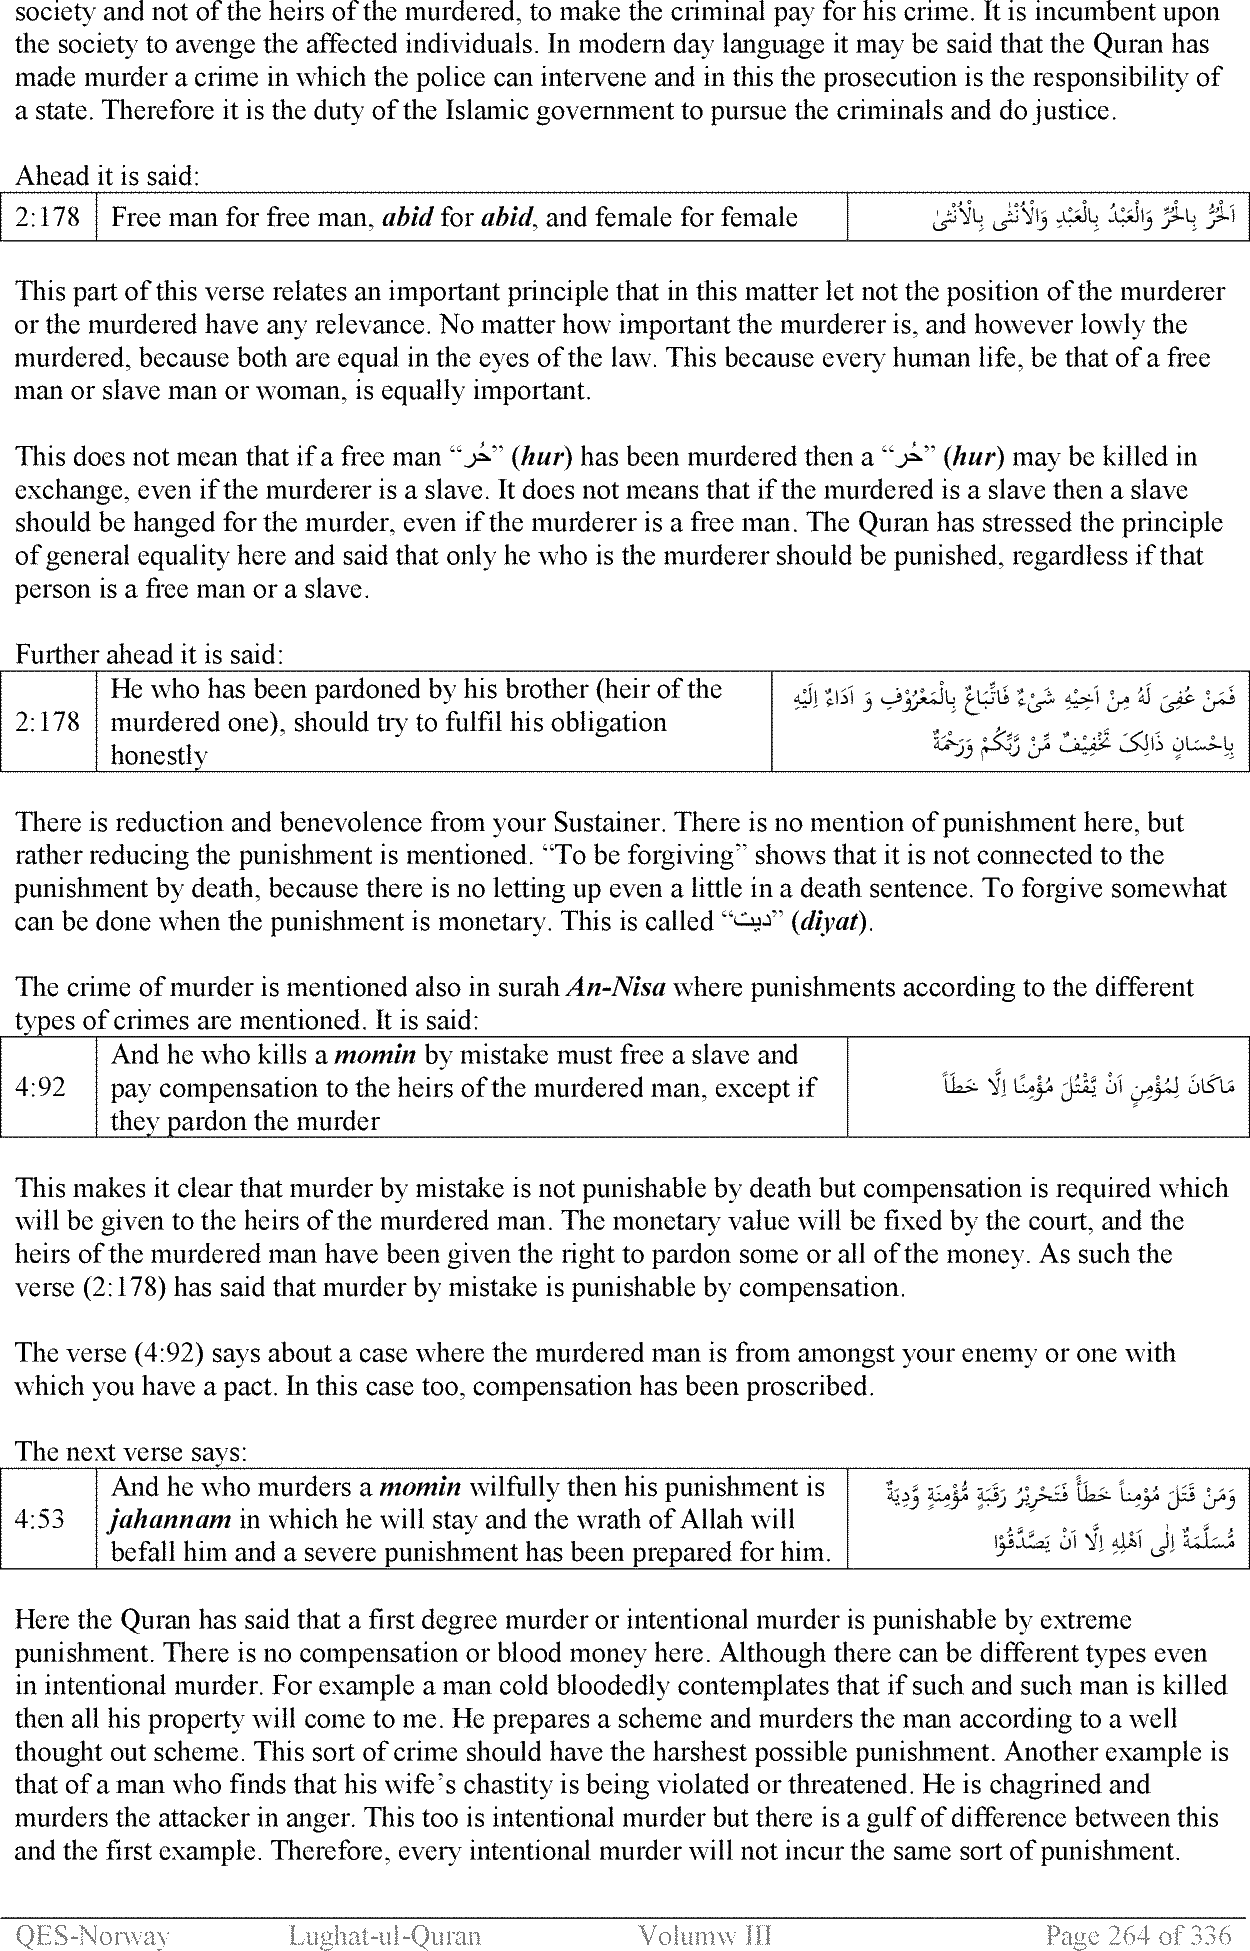 society and not of the heirs of the murdered, to make the criminal pay for his crime. It is incumbent upon
the society to avenge the affected individuals. In modern day language it may be said that the Quran has
made murder a crime in which the police can intervene and in this the prosecution is the responsibility of
a state. Therefore it is the duty of the Islamic government to pursue the criminals and do justice.
Ahead it is said:
2:178 Free man for free man, abid for abid, and female for female اَلْحُرُّ بِالْحُرِّ وَالْعَبْدُ بِالْعَبْدِ وَالْاُنْثٰی بِالْاُنْثیٰ
This part of this verse relates an important principle that in this matter let not the position of the murderer
or the murdered have any relevance. No matter how important the murderer is, and however lowly the
murdered, because both are equal in the eyes of the law. This because every human life, be that of a free
man or slave man or woman, is equally important.
This does not mean that if a free man “حُر” (hur) has been murdered then a “حُر” (hur) may be killed in
exchange, even if the murderer is a slave. It does not means that if the murdered is a slave then a slave
should be hanged for the murder, even if the murderer is a free man. The Quran has stressed the principle
of general equality here and said that only he who is the murderer should be punished, regardless if that
person is a free man or a slave.
Further ahead it is said:
2:178
He who has been pardoned by his brother (heir of the
murdered one), should try to fulfil his obligation
honestly
فَمَنْ عُفِیَ لَهُ مِنْ اَخِیْهِ شَیْءٌ فَاتِّبَاعٌ بِالْمَعْرُوْفِ وَ اَدَاءٌ اِلَیْهِ
بِاِحْسَانٍ ذَالِکَ تَخْفِیْفٌ مِّنْ رَّبِّکُمْ وَرَحْمَةٌ
There is reduction and benevolence from your Sustainer. There is no mention of punishment here, but
rather reducing the punishment is mentioned. “To be forgiving” shows that it is not connected to the
punishment by death, because there is no letting up even a little in a death sentence. To forgive somewhat
can be done when the punishment is monetary. This is called “دیت” (diyat).
The crime of murder is mentioned also in surah An-Nisa where punishments according to the different
types of crimes are mentioned. It is said:
4:92
And he who kills a momin by mistake must free a slave and
pay compensation to the heirs of the murdered man, except if
they pardon the murder
مَاکَانَ لِمُؤْمِنٍ اَنْ یَّقْتُلَ مُؤْمِنًا اِلَّا خَطَاً
This makes it clear that murder by mistake is not punishable by death but compensation is required which
will be given to the heirs of the murdered man. The monetary value will be fixed by the court, and the
heirs of the murdered man have been given the right to pardon some or all of the money. As such the
verse (2:178) has said that murder by mistake is punishable by compensation.
The verse (4:92) says about a case where the murdered man is from amongst your enemy or one with
which you have a pact. In this case too, compensation has been proscribed.
The next verse says:
4:53
And he who murders a momin wilfully then his punishment is
jahannam in which he will stay and the wrath of Allah will
befall him and a severe punishment has been prepared for him.
وَمَنْ قَتَلَ مُوْمِناً خَطَأً فَتَحْرِیْرُ رَقَبَةٍ مُّؤْمِنَةٍ وَّدِیَةٌ
مُّسَلَّمَةٌ اِلٰی اَهْلِهِ اِلَّا اَنْ یَصَّدَّقُوْا
Here the Quran has said that a first degree murder or intentional murder is punishable by extreme
punishment. There is no compensation or blood money here. Although there can be different types even
in intentional murder. For example a man cold bloodedly contemplates that if such and such man is killed
then all his property will come to me. He prepares a scheme and murders the man according to a well
thought out scheme. This sort of crime should have the harshest possible punishment. Another example is
that of a man who finds that his wife’s chastity is being violated or threatened. He is chagrined and
murders the attacker in anger. This too is intentional murder but there is a gulf of difference between this
and the first example. Therefore, every intentional murder will not incur the same sort of punishment.
QES-Norway Lughat-ul-Quran Volumw III Page 264 of 336